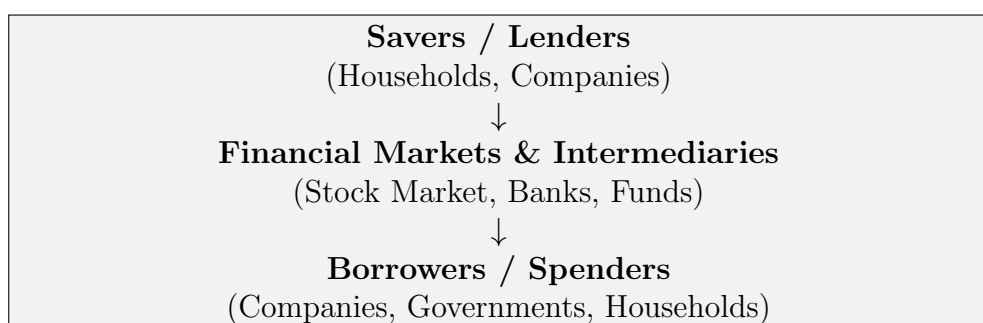 Savers / Lenders
(Households, Companies)
↓
Financial Markets & Intermediaries
(Stock Market, Banks, Funds)
↓
Borrowers / Spenders
(Companies, Governments, Households)